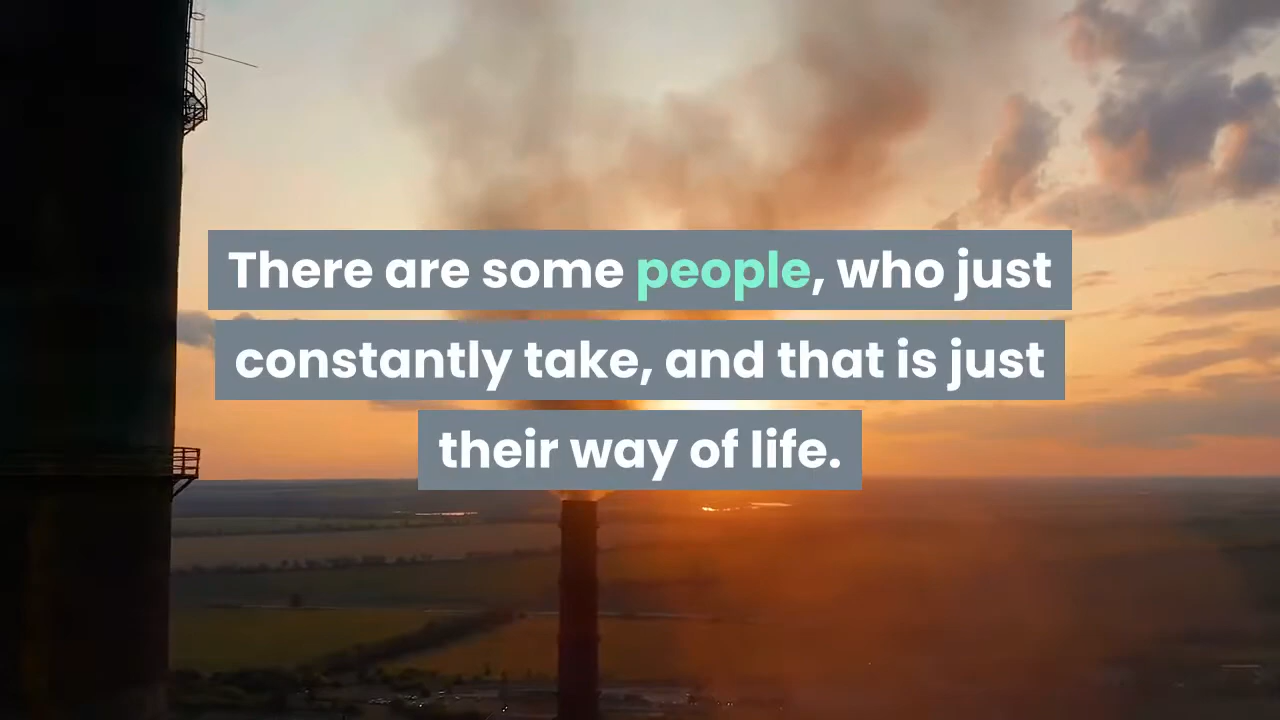 There are some people, who just
constantly take, and that is just
their way of life.